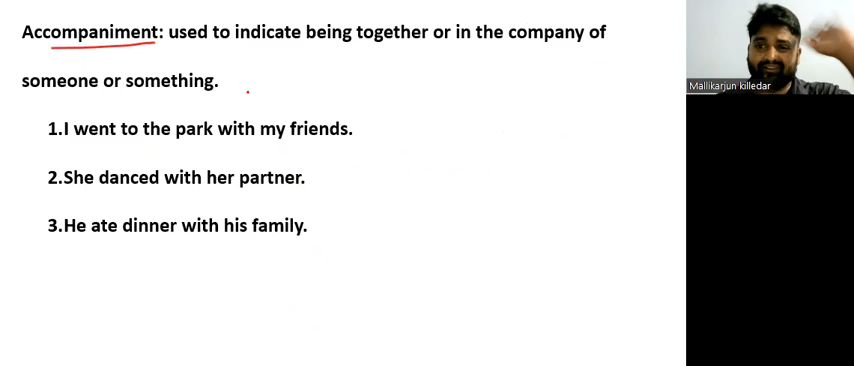 Accompaniment: used to indicate being together or in the company of
someone or something.
1.I went to the park with my friends.
2.She danced with her partner.
3.He ate dinner with his family.
Mallikarjun killedar